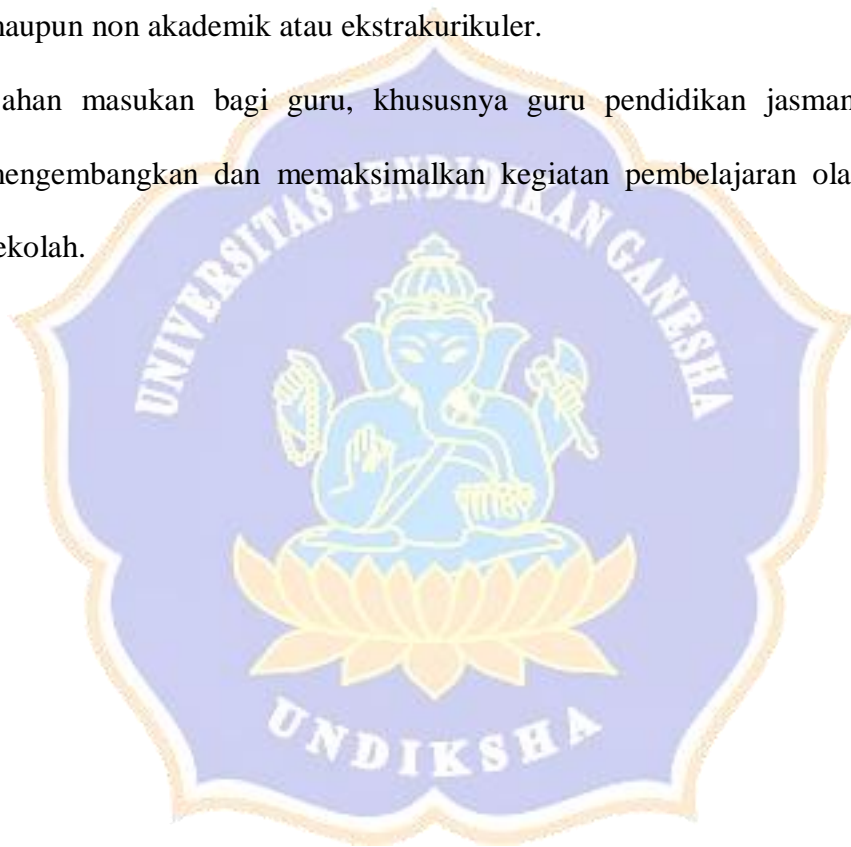 naupun non akademik atau ekstrakurikuler.
ahan masukan bagi guru, khususnya guru pendidikan jasman
mengembangkan dan memaksimalkan kegiatan pembelajaran ola
ekolah.
UNIVERSITAS PENDIDIKAN GANESHA
UNDIKSHA